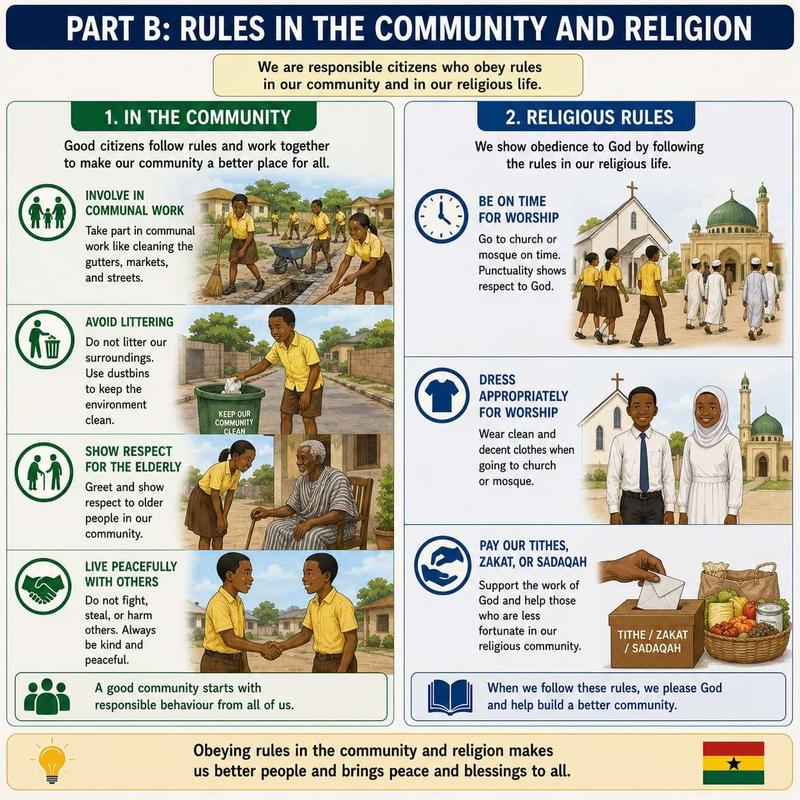 PART B: RULES IN THE COMMUNITY AND RELIGION
We are responsible citizens who obey rules
in our community and in our religious life.
1. IN THE COMMUNITY
Good citizens follow rules and work together
to make our community a better place for all.
INVOLVE IN
COMMUNAL WORK
Take part in communal
work like cleaning the
gutters, markets,
and streets.
AVOID LITTERING
Do not litter our
surroundings.
Use dustbins
to keep the
environment
clean.
KEEP OUR
COMMUNITY
CLEAN
SHOW RESPECT
FOR THE ELDERLY
Greet and show
respect to older
people in our
community.
LIVE PEACEFULLY
WITH OTHERS
Do not fight,
steal, or harm
others. Always
be kind and
peaceful.
A good community starts with
responsible behaviour from all of us.
2. RELIGIOUS RULES
We show obedience to God by following
the rules in our religious life.
BE ON TIME
FOR WORSHIP
Go to church or
mosque on time.
Punctuality shows
respect to God.
DRESS
APPROPRIATELY
FOR WORSHIP
Wear clean and
decent clothes when
going to church
or mosque.
PAY OUR TITHES,
ZAKAT, OR SADAQAH
Support the work of
God and help those
who are less
fortunate in our
religious community.
TITHE / ZAKAT
/ SADAQAH
When we follow these rules, we please God
and help build a better community.
Obeying rules in the community and religion makes
us better people and brings peace and blessings to all.